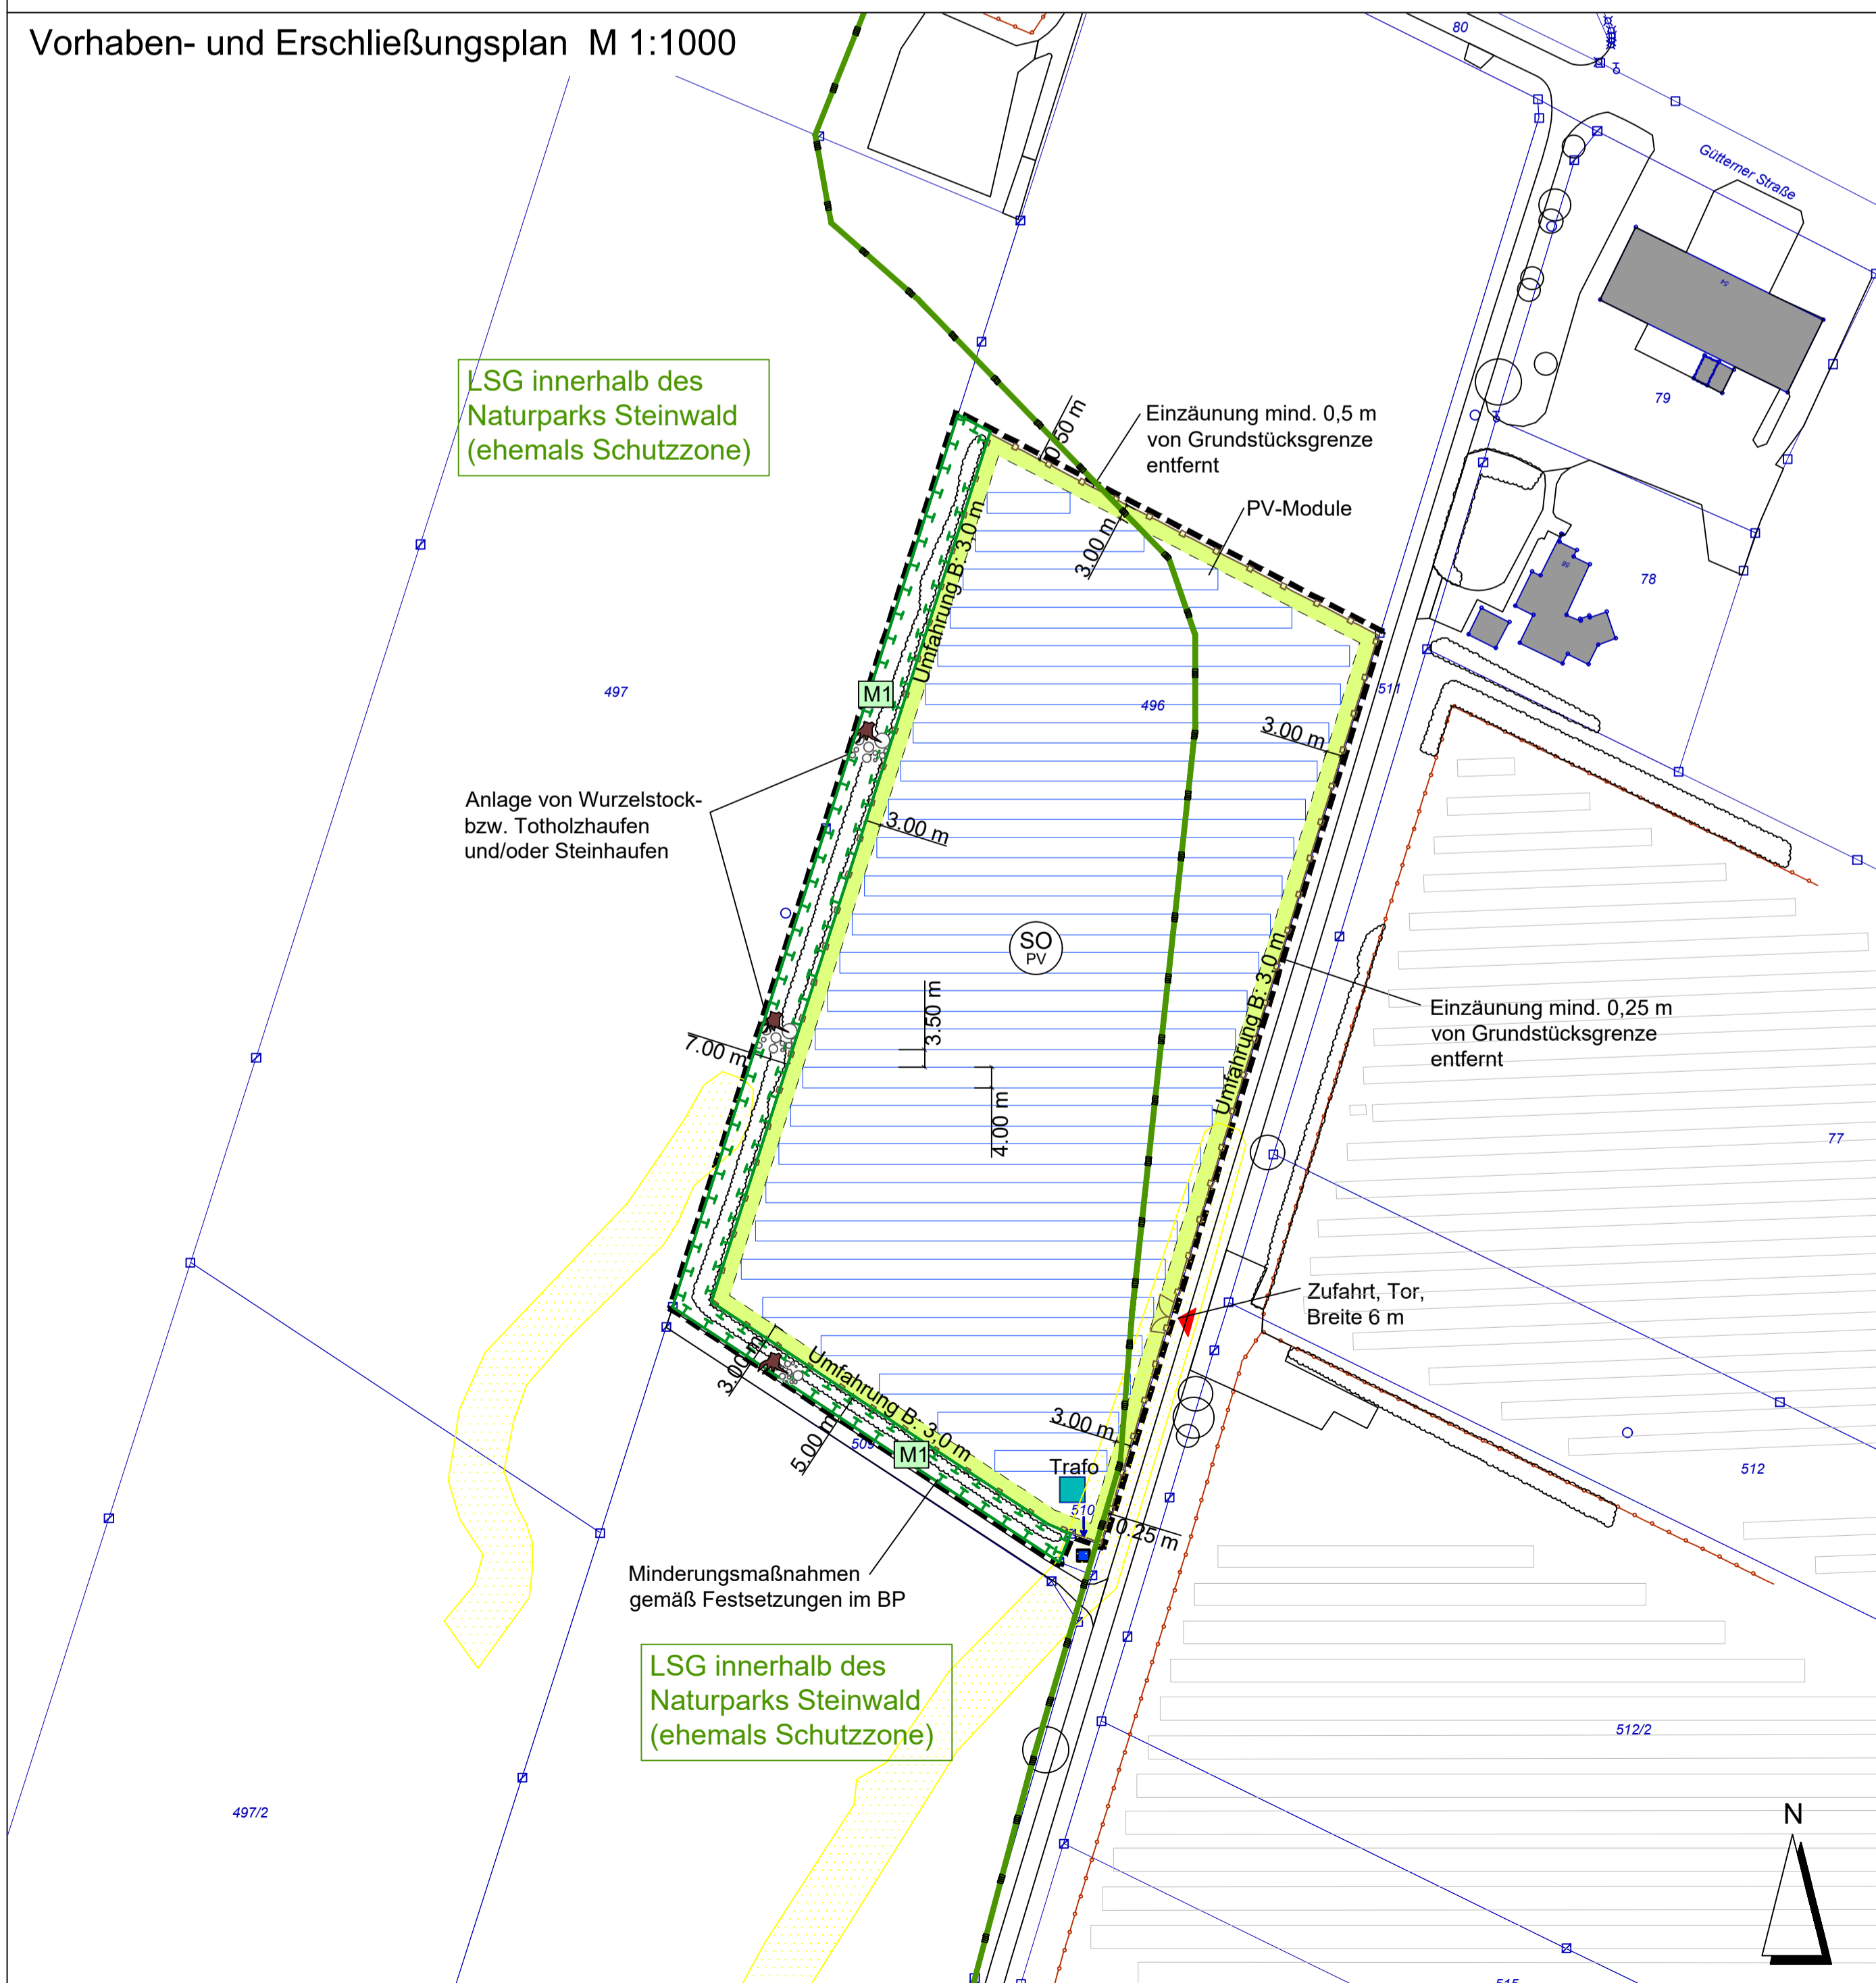 Vorhaben- und Erschließungsplan M 1:1000
80
Gütterner Straße
54
79
LSG innerhalb des
Naturparks Steinwald
(ehemals Schutzzone)
0.50 m
Einzäunung mind. 0,5 m
von Grundstücksgrenze
entfernt
PV-Module
3.00 m
Umfahrung B: 3,0 m
56
78
497
M1
496
511
3.00 m
Anlage von Wurzelstock-
bzw. Totholzhaufen
und/oder Steinhaufen
3.00 m
SO
PV
3.50 m
Umfahrung B: 3,0 m
Einzäunung mind. 0,25 m
von Grundstücksgrenze
entfernt
7.00 m
4.00 m
77
Zufahrt, Tor,
Breite 6 m
3.00 m
Umfahrung B: 3,0 m
5.00 m
509
M1
3.00 m
Trafo
510
0.25 m
512
Minderungsmaßnahmen
gemäß Festsetzungen im BP
LSG innerhalb des
Naturparks Steinwald
(ehemals Schutzzone)
512/2
497/2
N
515